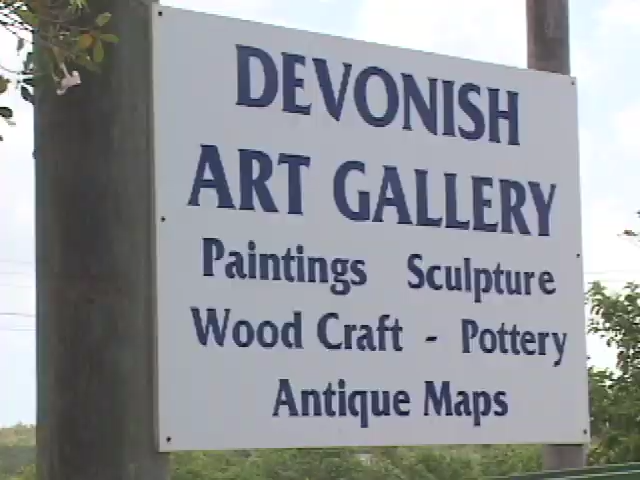 DEVONISH
ART GALLERY
Paintings Sculpture
Wood Craft - Pottery
Antique Maps